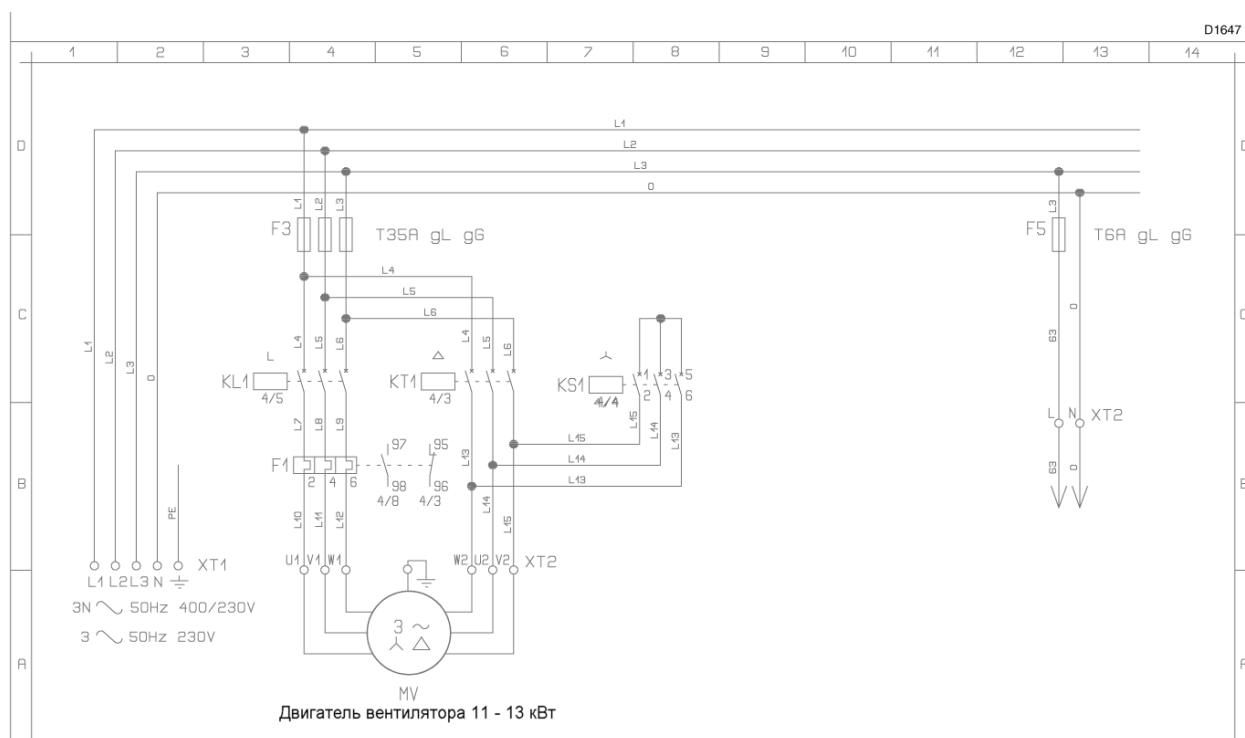 D1647
1 2 3 4 5 6 7 8 9 10 11 12 13 14
D L1 D
L2
L3
0
L1 L2 L3 L3
F3 T35A gL gG F5 T6A gL gG
L4
L5
C L6 C
L1 L2 L3 0 L4 L5 L6 L4 L5 L6 63 0
L
KL1 KT1 KS1 1 3 5
4/5 4/3 4/4 2 4 6
L7 L8 L9 L15 L14 L13 L N XT2
L15
97 95 L13 L14
F1 2 4 6 L13
B 98 96 B
4/8 4/3 63 0
PE L10 L11 L12 L14 L15
XT1 U1 V1 W1 W2 U2 V2 XT2
L1 L2 L3 N
3N 50Hz 400/230V
3 50Hz 230V 3 ~
A A
MV
Двигатель вентилятора 11 - 13 кВт